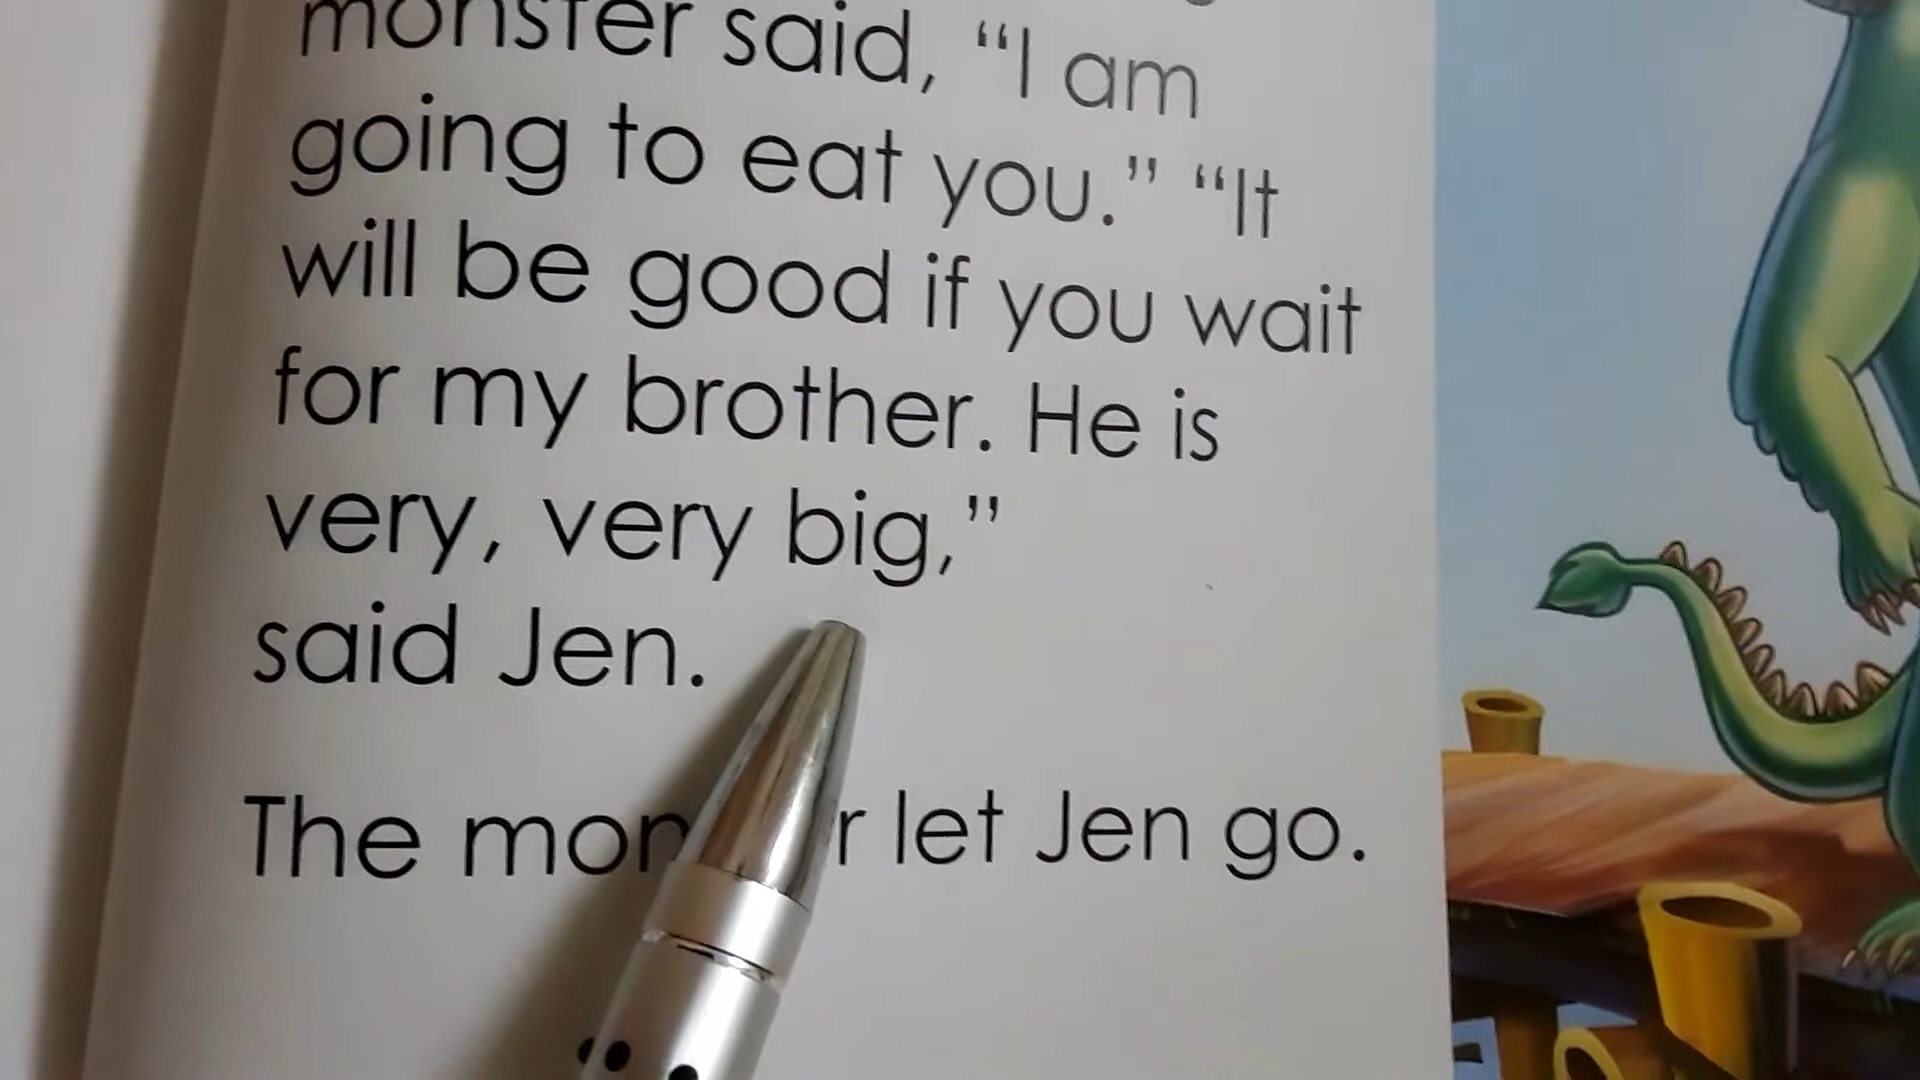 monster said, “I am
going to eat you.” “It
will be good if you wait
for my brother. He is
very, very big,”
said Jen.
The let Jen go.